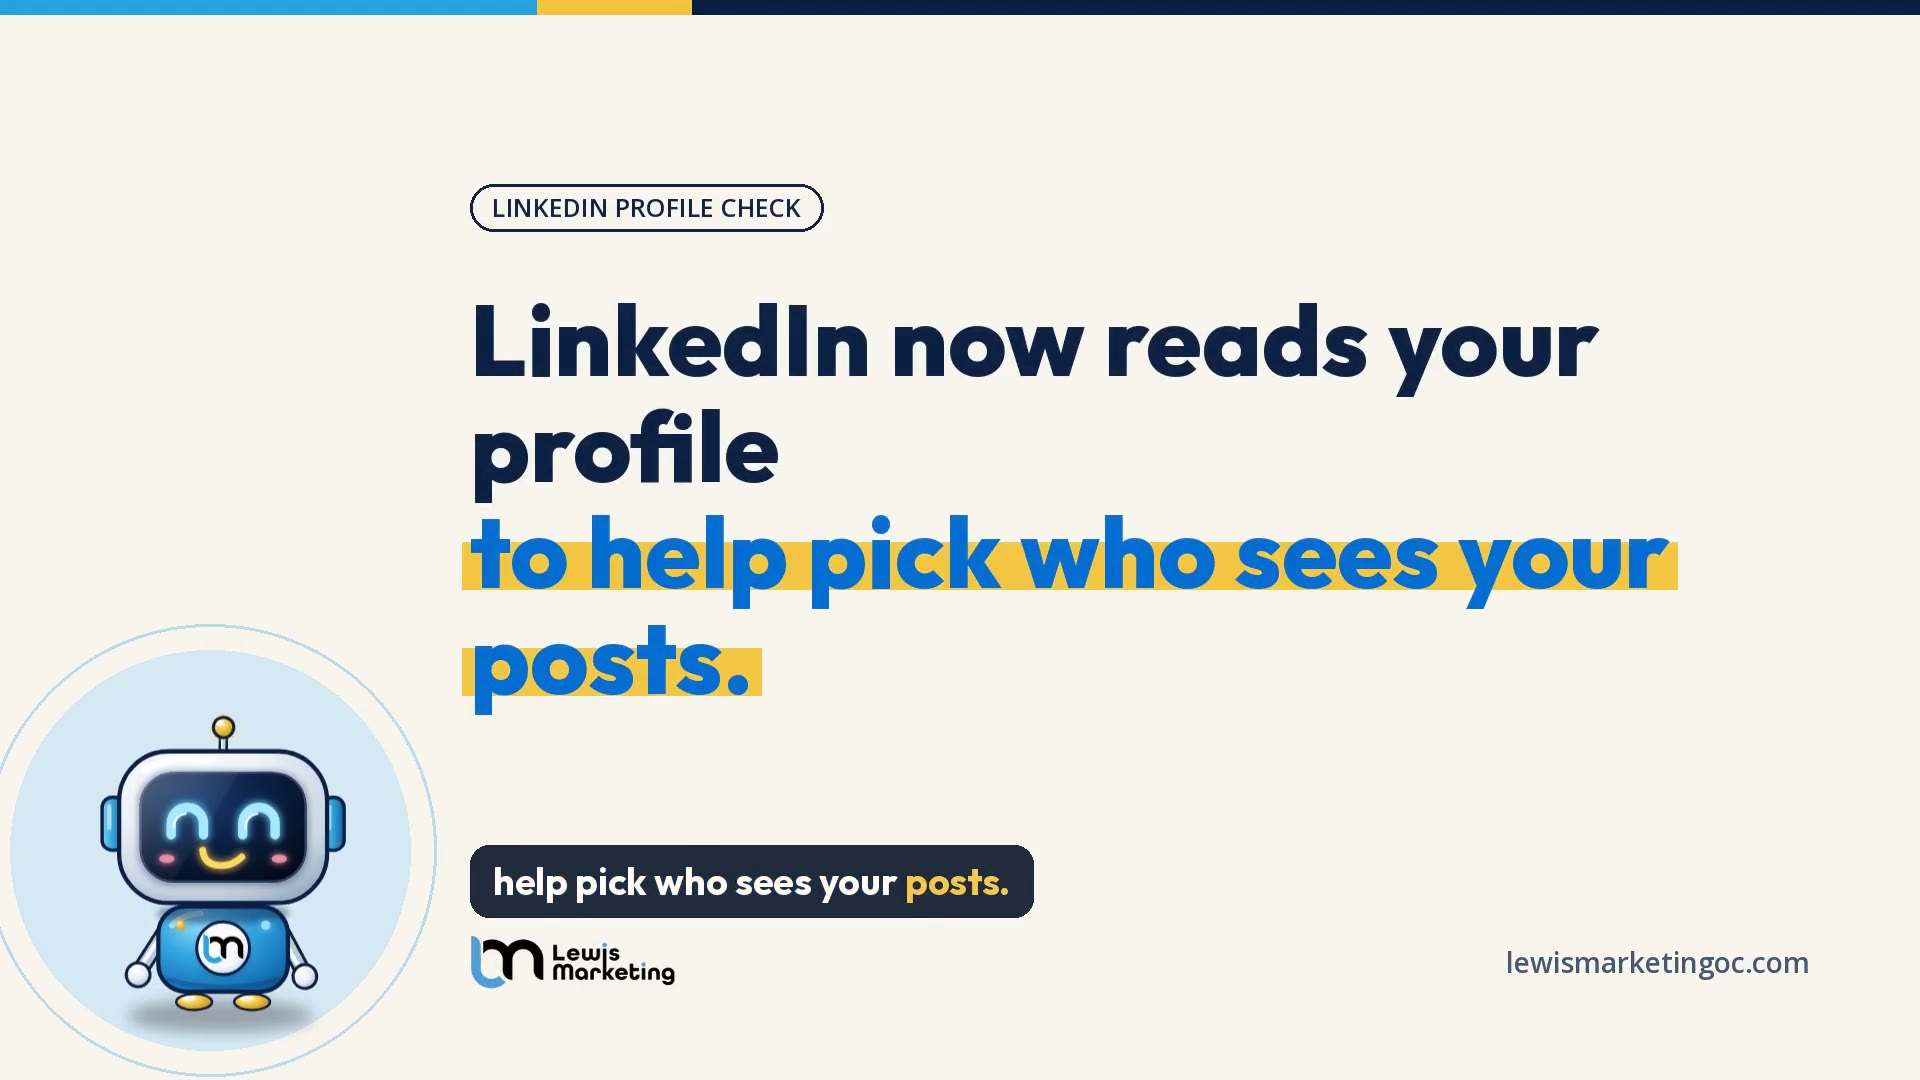 LINKEDIN PROFILE CHECK
LinkedIn now reads your
profile
to help pick who sees your
posts.
help pick who sees your posts.
Lewis
Marketing
lewismarketingoc.com